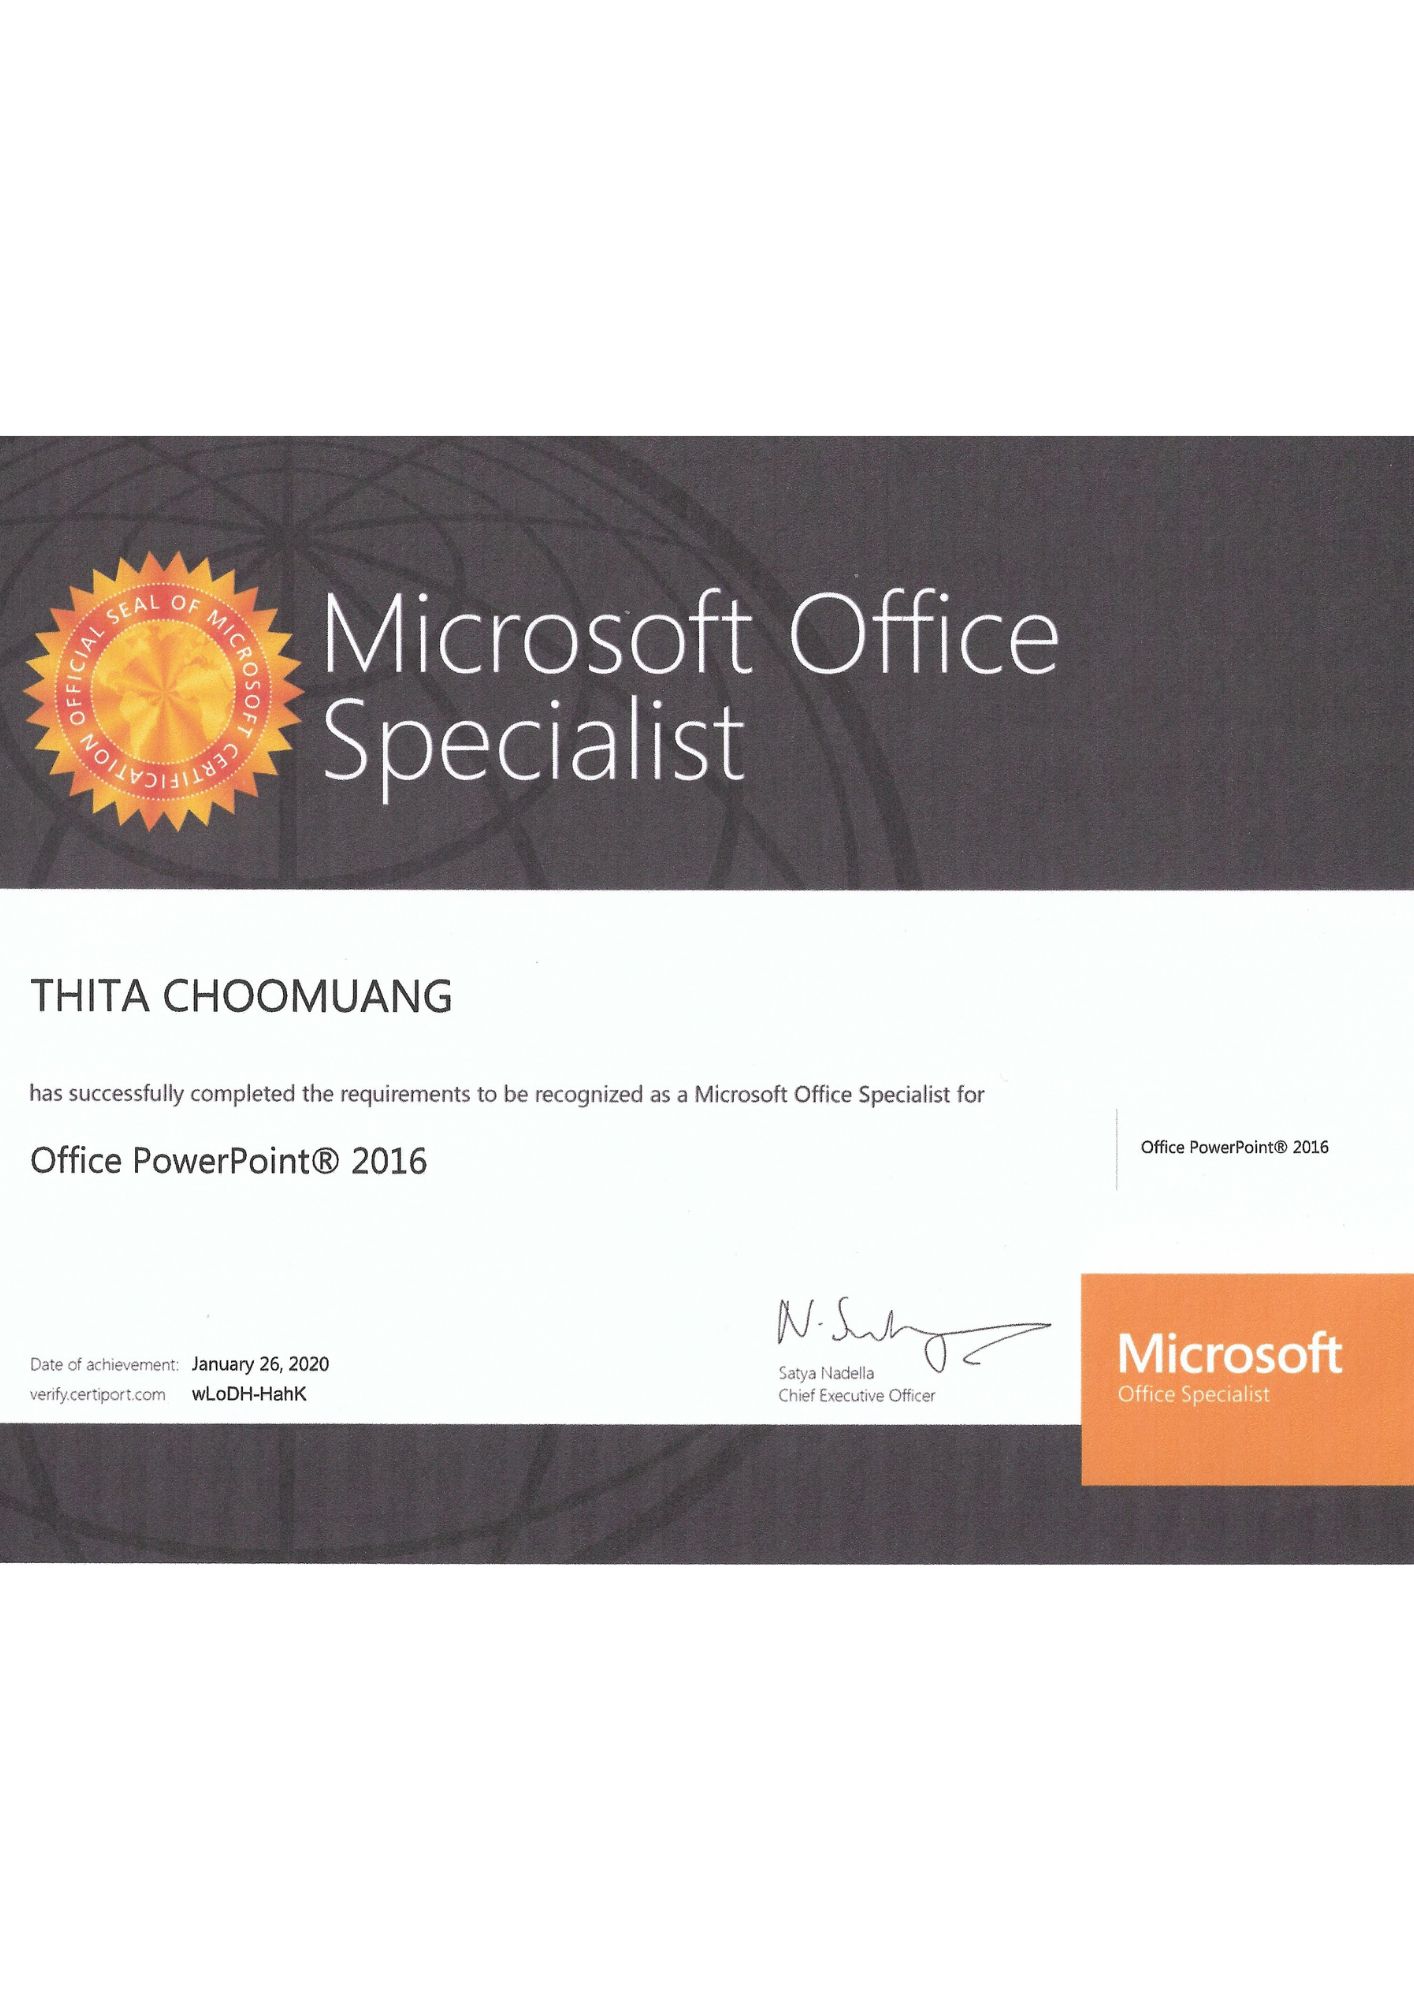 OFFICIAL SEAL OF MICROSOFT CERTIFICATION
Microsoft Office
Specialist
THITA CHOOMUANG
has successfully completed the requirements to be recognized as a Microsoft Office Specialist for
Office PowerPoint® 2016
Office PowerPoint® 2016
Date of achievement: January 26, 2020
verify.certiport.com wLoDH-HahK
Satya Nadella
Chief Executive Officer
Microsoft
Office Specialist